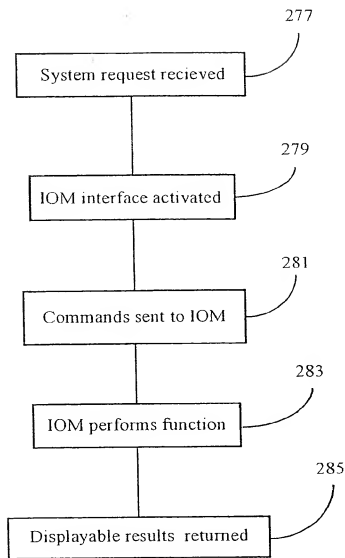 277
System request recieved
279
IOM interface activated
281
Commands sent to IOM
283
IOM performs function
285
Displayable results returned